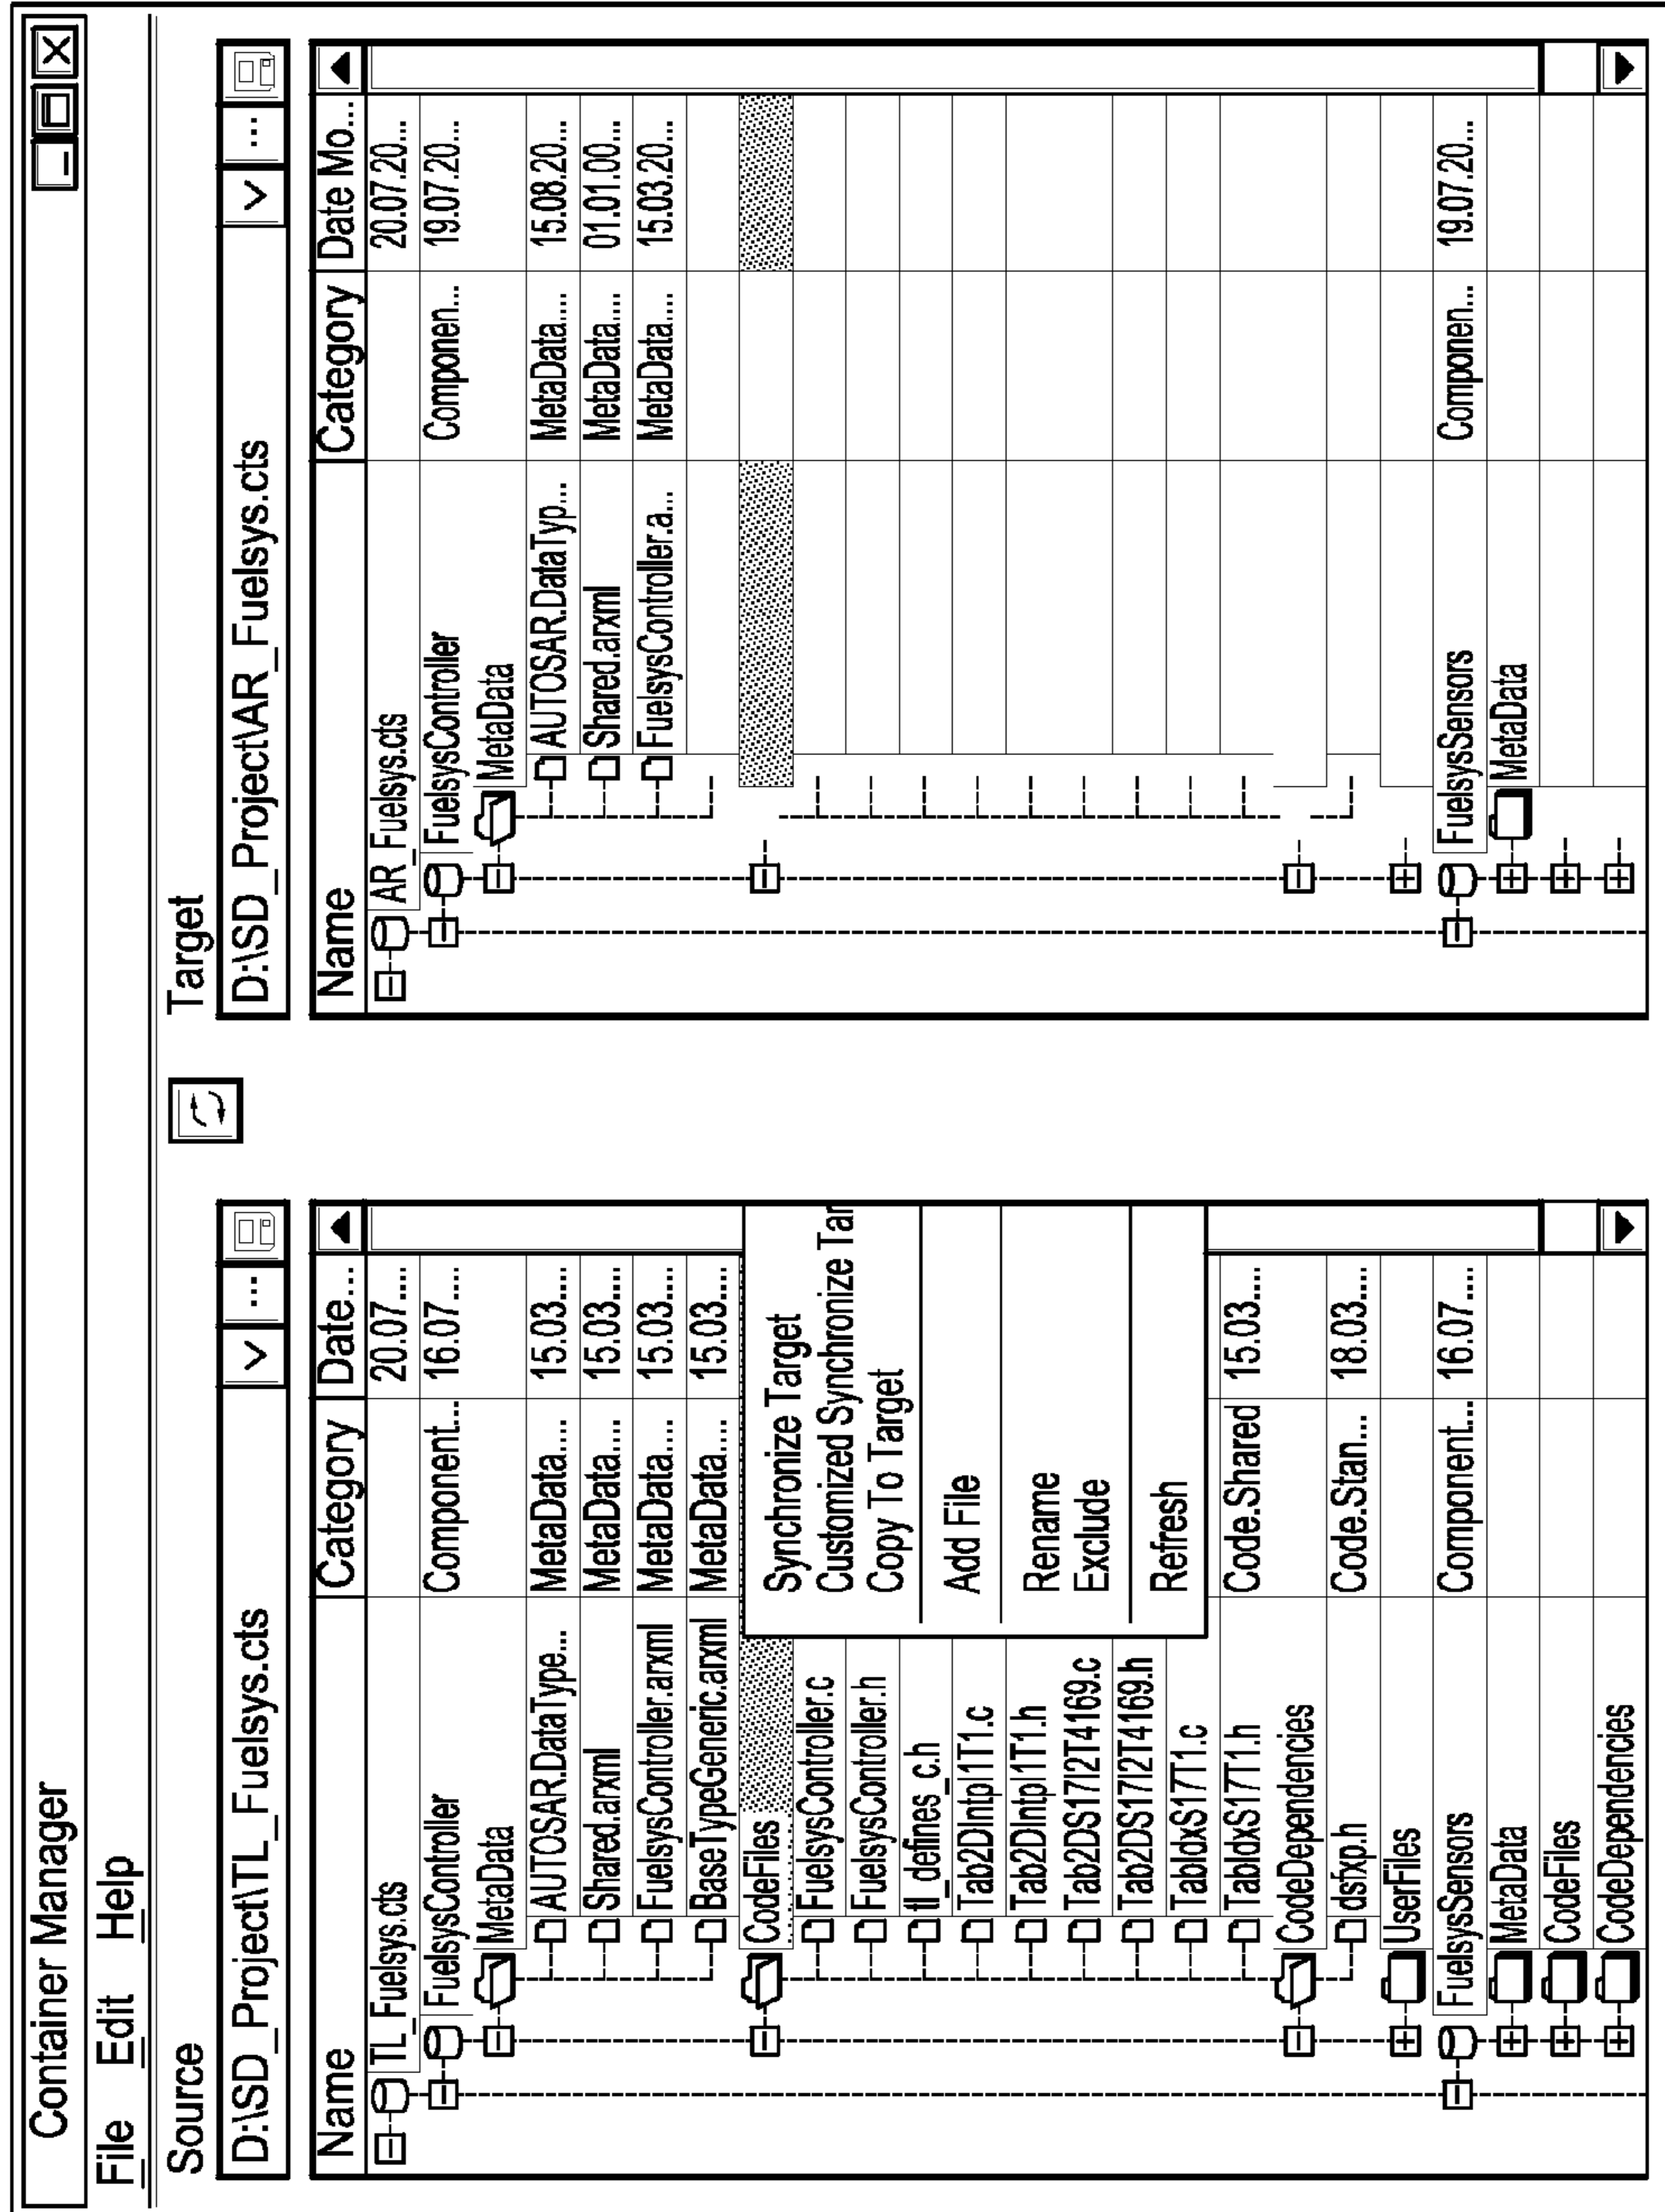 Container Manager
File Edit Help
Source
D:\SD_Project\TL_Fuelsys.cts
...
Name Category Date...
TL_Fuelsys.cts 20.07....
FuelsysController Component... 16.07....
MetaData
AUTOSAR.DataType... MetaData.... 15.03....
Shared.arxml MetaData.... 15.03....
FuelsysController.arxml MetaData.... 15.03....
BaseTypeGeneric.arxml MetaData.... 15.03....
CodeFiles
FuelsysController.c
FuelsysController.h
tl_defines_c.h
Tab2DIntpl1T1.c
Tab2DIntpl1T1.h
Tab2DS17I2T4169.c
Tab2DS17I2T4169.h
TabIdxS17T1.c
TabIdxS17T1.h Code.Shared 15.03....
CodeDependencies
dsfxp.h Code.Stan... 18.03....
UserFiles
FuelsysSensors Component... 16.07....
MetaData
CodeFiles
CodeDependencies
Synchronize Target
Customized Synchronize Tar
Copy To Target
Add File
Rename
Exclude
Refresh
Target
D:\SD_Project\AR_Fuelsys.cts
...
Name Category Date Mo...
AR_Fuelsys.cts 20.07.20...
FuelsysController Componen... 19.07.20...
MetaData
AUTOSAR.DataTyp... MetaData.... 15.08.20...
Shared.arxml MetaData.... 01.01.00...
FuelsysController.a... MetaData.... 15.03.20...
FuelsysSensors Componen... 19.07.20...
MetaData